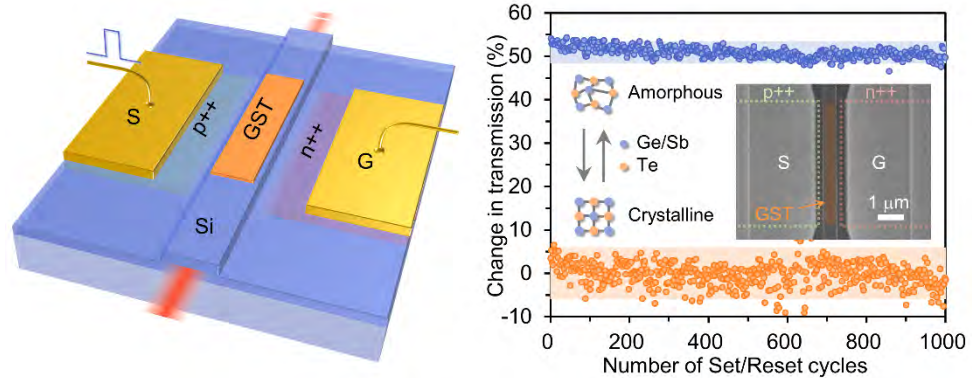 S
p++
GST
n++
G
Si
Change in transmission (%)
60
50
40
30
20
10
0
-10
0
200
400
600
800
1000
Number of Set/Reset cycles
Amorphous
Ge/Sb
Te
Crystalline
p++
n++
S
G
GST
1 μm